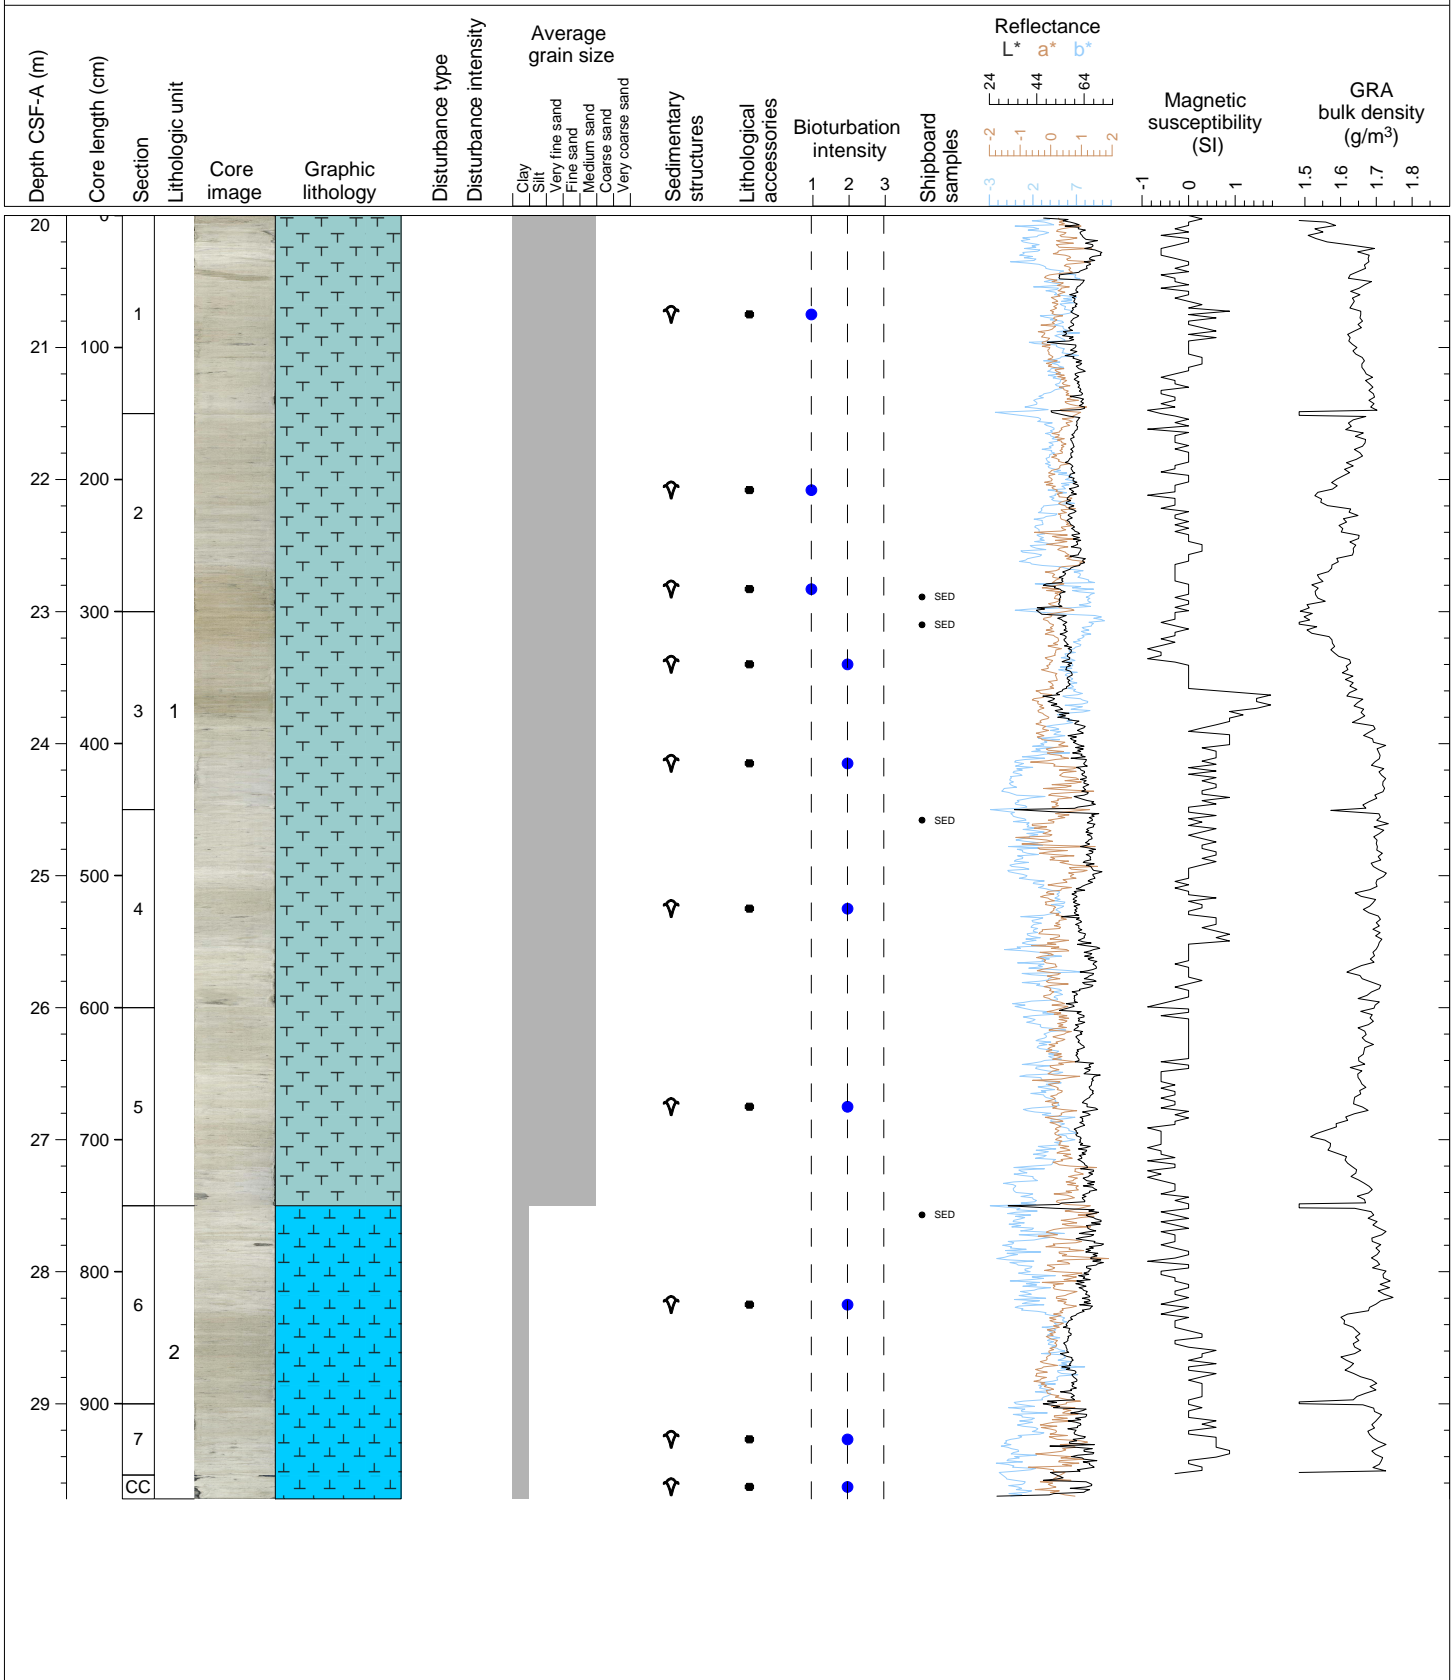 Depth CSF-A (m)
Core length (cm)
Section
Lithologic unit
Core
image
Graphic
lithology
Disturbance type
Disturbance intensity
Average
grain size
Clay
Silt
Very fine sand
Fine sand
Medium sand
Coarse sand
Very coarse sand
Sedimentary
structures
Lithological
accessories
Bioturbation
intensity
1 2 3
Shipboard
samples
Reflectance
L* a* b*
24 44 64
-2 -1 0 1 2
-3 2 7
Magnetic
susceptibility
(SI)
-1 0 1
GRA
bulk density
(g/m³)
1.5 1.6 1.7 1.8
20 0
1
21 100
22 200
2
SED
23 300
SED
3 1
24 400
SED
25 500
4
26 600
5
27 700
SED
28 800
6
2
29 900
7
CC